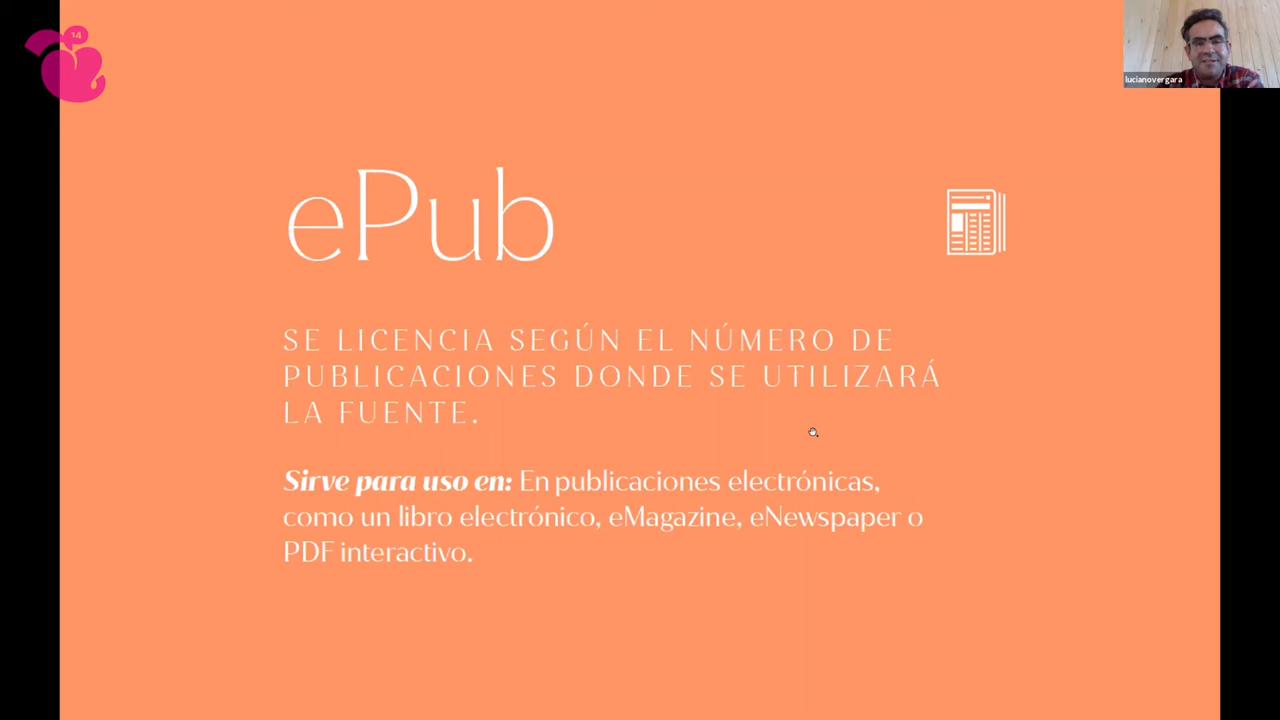 14
lucianovergara
ePub
SE LICENCIA SEGÚN EL NÚMERO DE
PUBLICACIONES DONDE SE UTILIZARÁ
LA FUENTE.
Sirve para uso en: En publicaciones electrónicas,
como un libro electrónico, eMagazine, eNewspaper o
PDF interactivo.